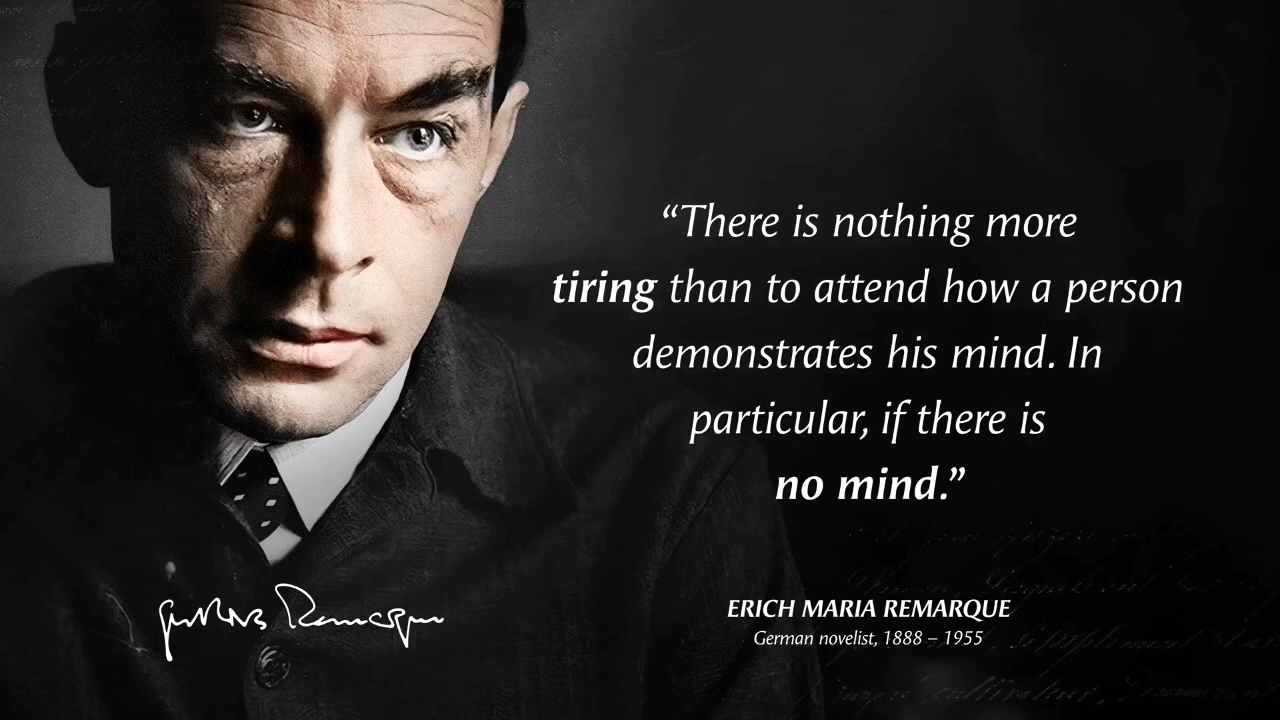 “There is nothing more
tiring than to attend how a person
demonstrates his mind. In
particular, if there is
no mind.”
Remarque
ERICH MARIA REMARQUE
German novelist, 1888 – 1955